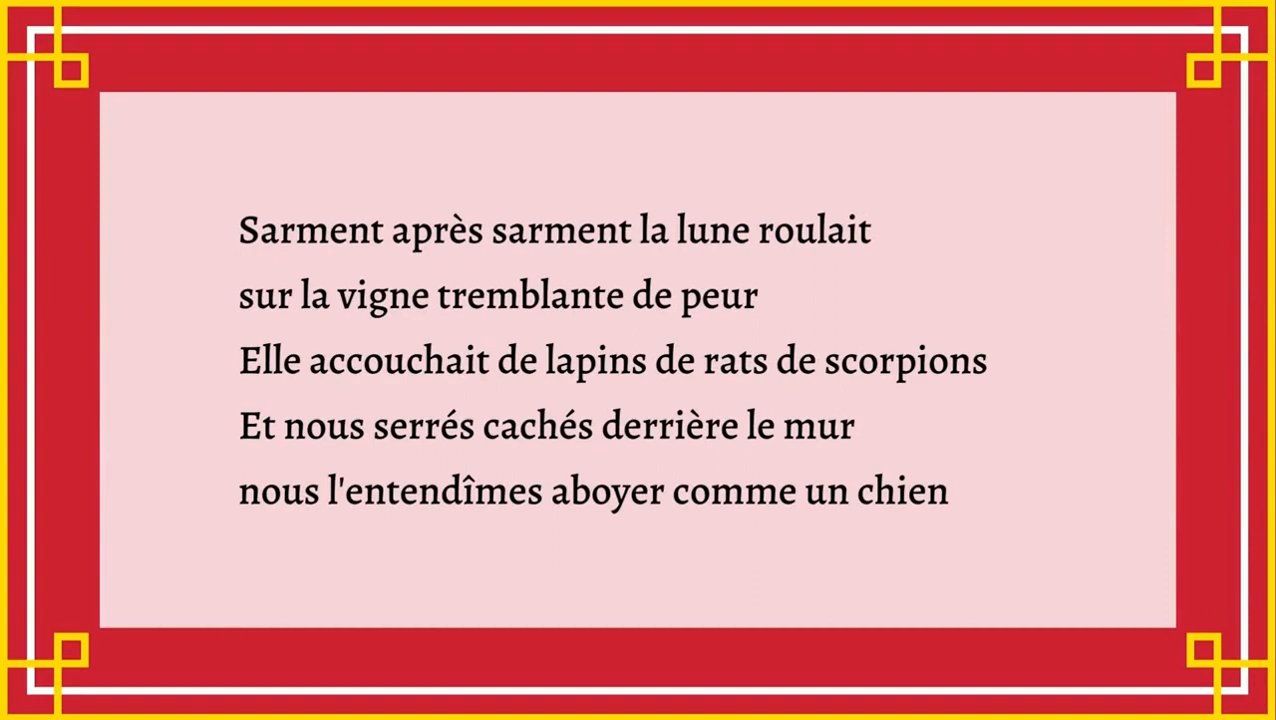 Sarment après sarment la lune roulait
sur la vigne tremblante de peur
Elle accouchait de lapins de rats de scorpions
Et nous serrés cachés derrière le mur
nous l'entendîmes aboyer comme un chien